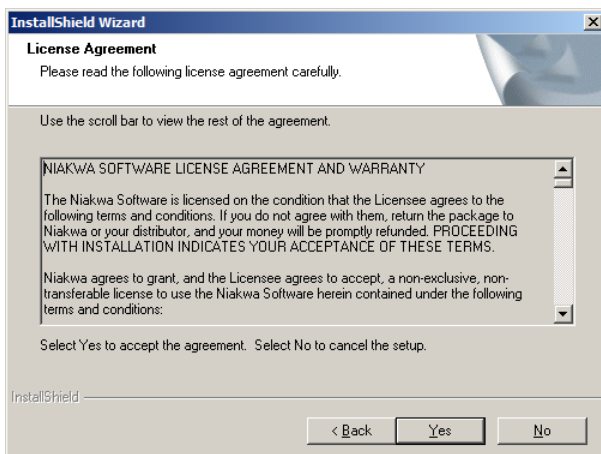 InstallShield Wizard
License Agreement
Please read the following license agreement carefully.
Use the scroll bar to view the rest of the agreement.
NIAKWA SOFTWARE LICENSE AGREEMENT AND WARRANTY
The Niakwa Software is licensed on the condition that the Licensee agrees to the
following terms and conditions. If you do not agree with them, return the package to
Niakwa or your distributor, and your money will be promptly refunded. PROCEEDING
WITH INSTALLATION INDICATES YOUR ACCEPTANCE OF THESE TERMS.
Niakwa agrees to grant, and the Licensee agrees to accept, a non-exclusive, non-
transferable license to use the Niakwa Software herein contained under the following
terms and conditions:
Select Yes to accept the agreement. Select No to cancel the setup.
InstallShield
< Back
Yes
No